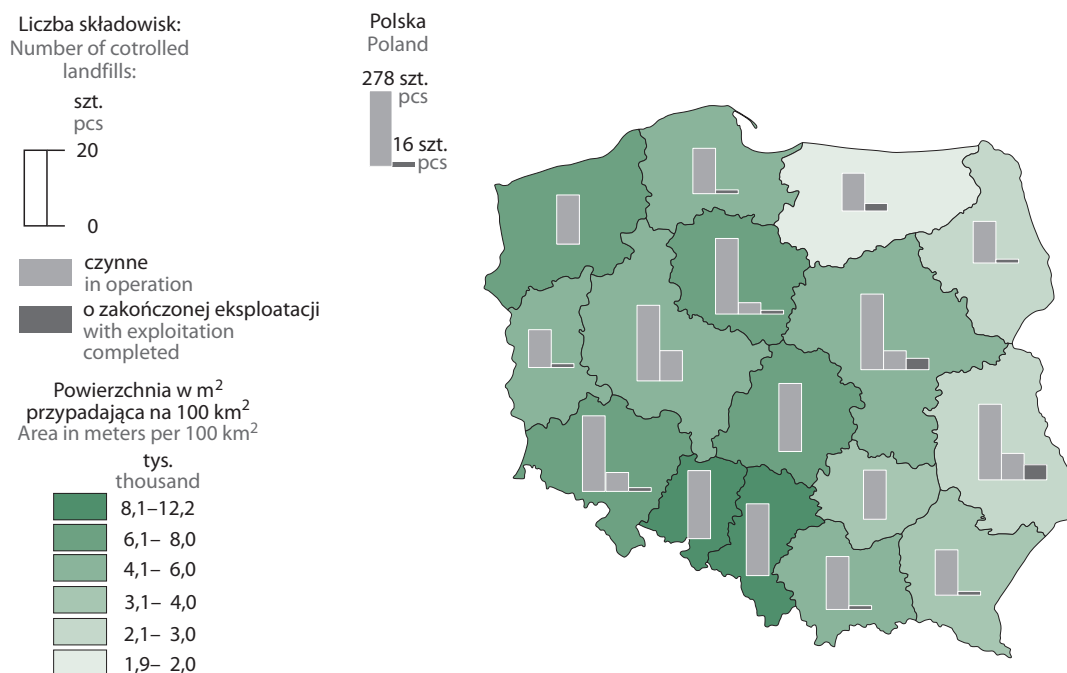 Liczba składowisk:
Number of cotrolled
landfills:
szt.
pcs
20
0
czynne
in operation
o zakończonej eksploatacji
with exploitation
completed
Powierzchnia w m²
przypadająca na 100 km²
Area in meters per 100 km²
tys.
thousand
8,1–12,2
6,1– 8,0
4,1– 6,0
3,1– 4,0
2,1– 3,0
1,9– 2,0
Polska
Poland
278 szt.
pcs
16 szt.
pcs